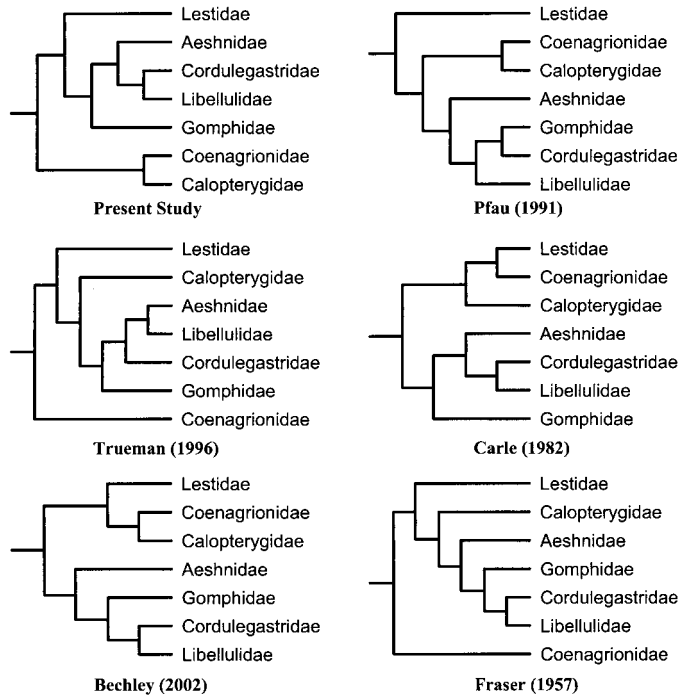 Lestidae
Aeshnidae
Cordulegastridae
Libellulidae
Gomphidae
Coenagrionidae
Calopterygidae
Present Study
Lestidae
Coenagrionidae
Calopterygidae
Aeshnidae
Gomphidae
Cordulegastridae
Libellulidae
Pfau (1991)
Lestidae
Calopterygidae
Aeshnidae
Libellulidae
Cordulegastridae
Gomphidae
Coenagrionidae
Trueman (1996)
Lestidae
Coenagrionidae
Calopterygidae
Aeshnidae
Cordulegastridae
Libellulidae
Gomphidae
Carle (1982)
Lestidae
Coenagrionidae
Calopterygidae
Aeshnidae
Gomphidae
Cordulegastridae
Libellulidae
Bechley (2002)
Lestidae
Calopterygidae
Aeshnidae
Gomphidae
Cordulegastridae
Libellulidae
Coenagrionidae
Fraser (1957)